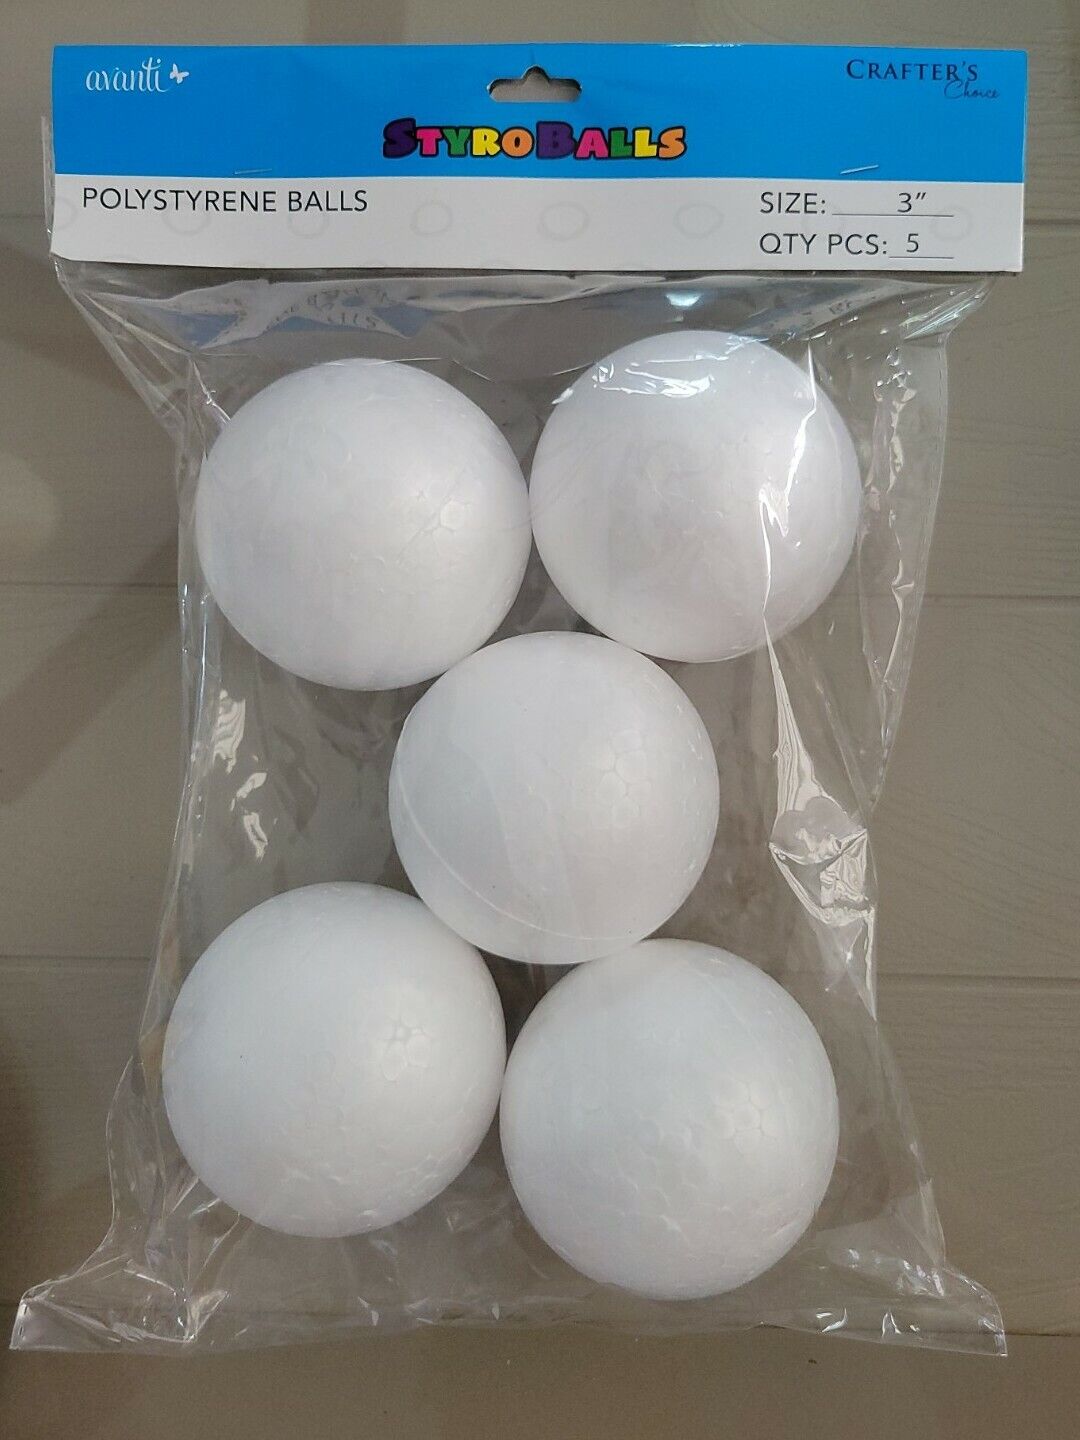 avanti
CRAFTER'S
Choice
STYROBALLS
POLYSTYRENE BALLS
SIZE: 3"
QTY PCS: 5